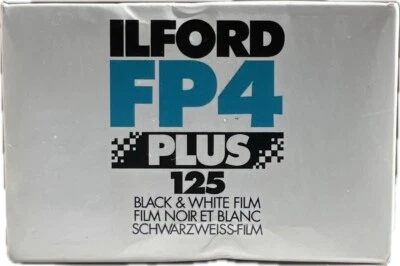 ILFORD
FP4
PLUS
125
BLACK & WHITE FILM
FILM NOIR ET BLANC
SCHWARZWEISS-FILM